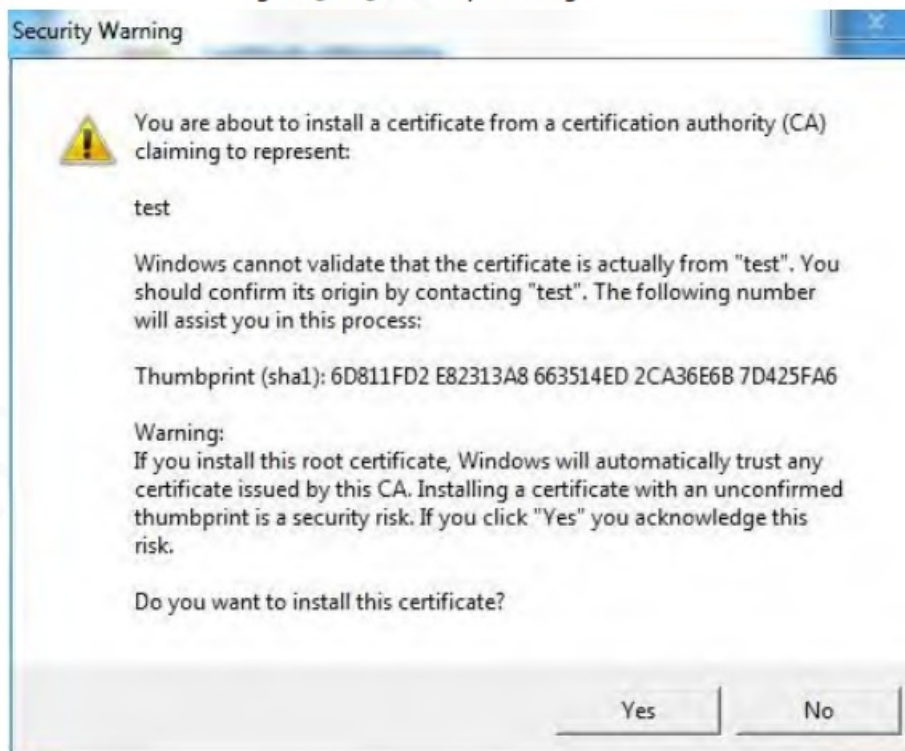 Security Warning
You are about to install a certificate from a certification authority (CA)
claiming to represent:
test
Windows cannot validate that the certificate is actually from "test". You
should confirm its origin by contacting "test". The following number
will assist you in this process:
Thumbprint (sha1): 6D811FD2 E82313A8 663514ED 2CA36E6B 7D425FA6
Warning:
If you install this root certificate, Windows will automatically trust any
certificate issued by this CA. Installing a certificate with an unconfirmed
thumbprint is a security risk. If you click "Yes" you acknowledge this
risk.
Do you want to install this certificate?
Yes No